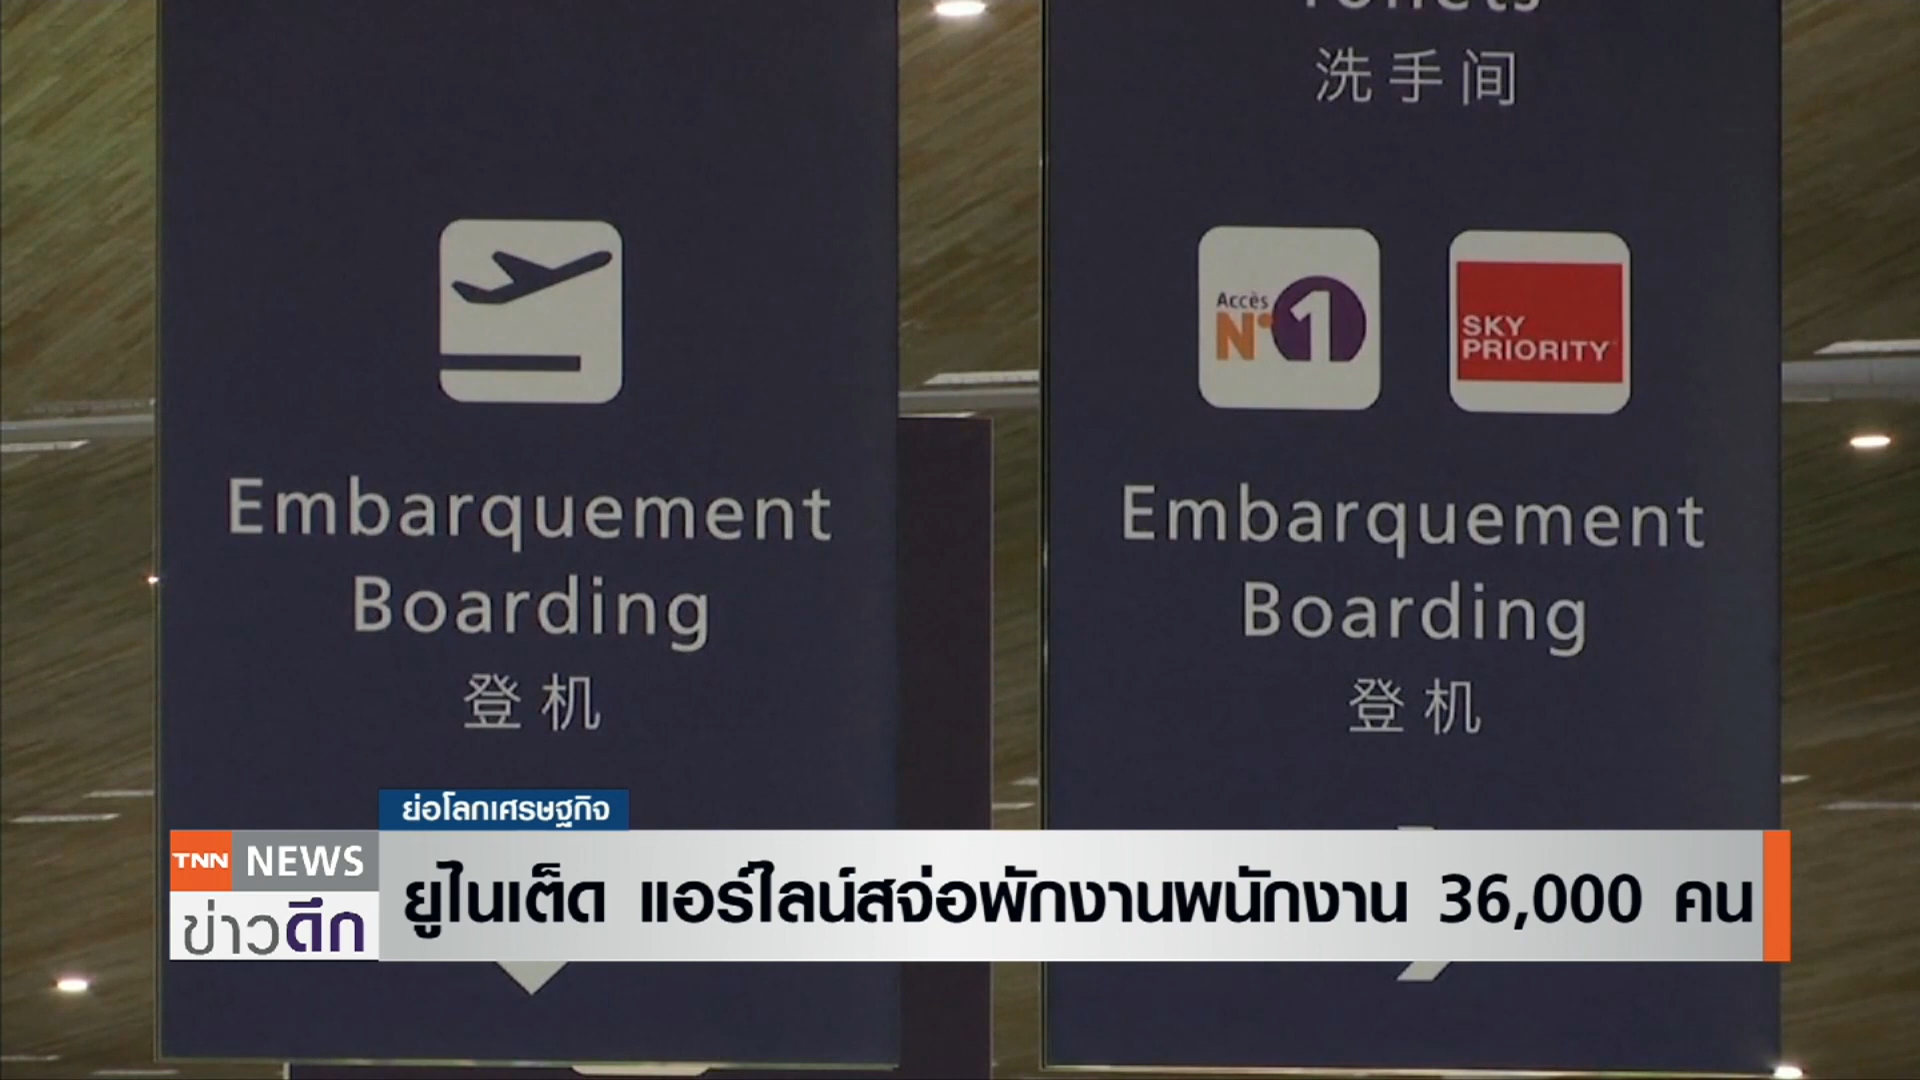 Toilets
洗手间
Accès
N°1
SKY
PRIORITY
Embarquement
Boarding
登机
Embarquement
Boarding
登机
ย่อโลกเศรษฐกิจ
TNN NEWS
ข่าวดึก
ยูไนเต็ด แอร์ไลน์สจ่อพักงานพนักงาน 36,000 คน